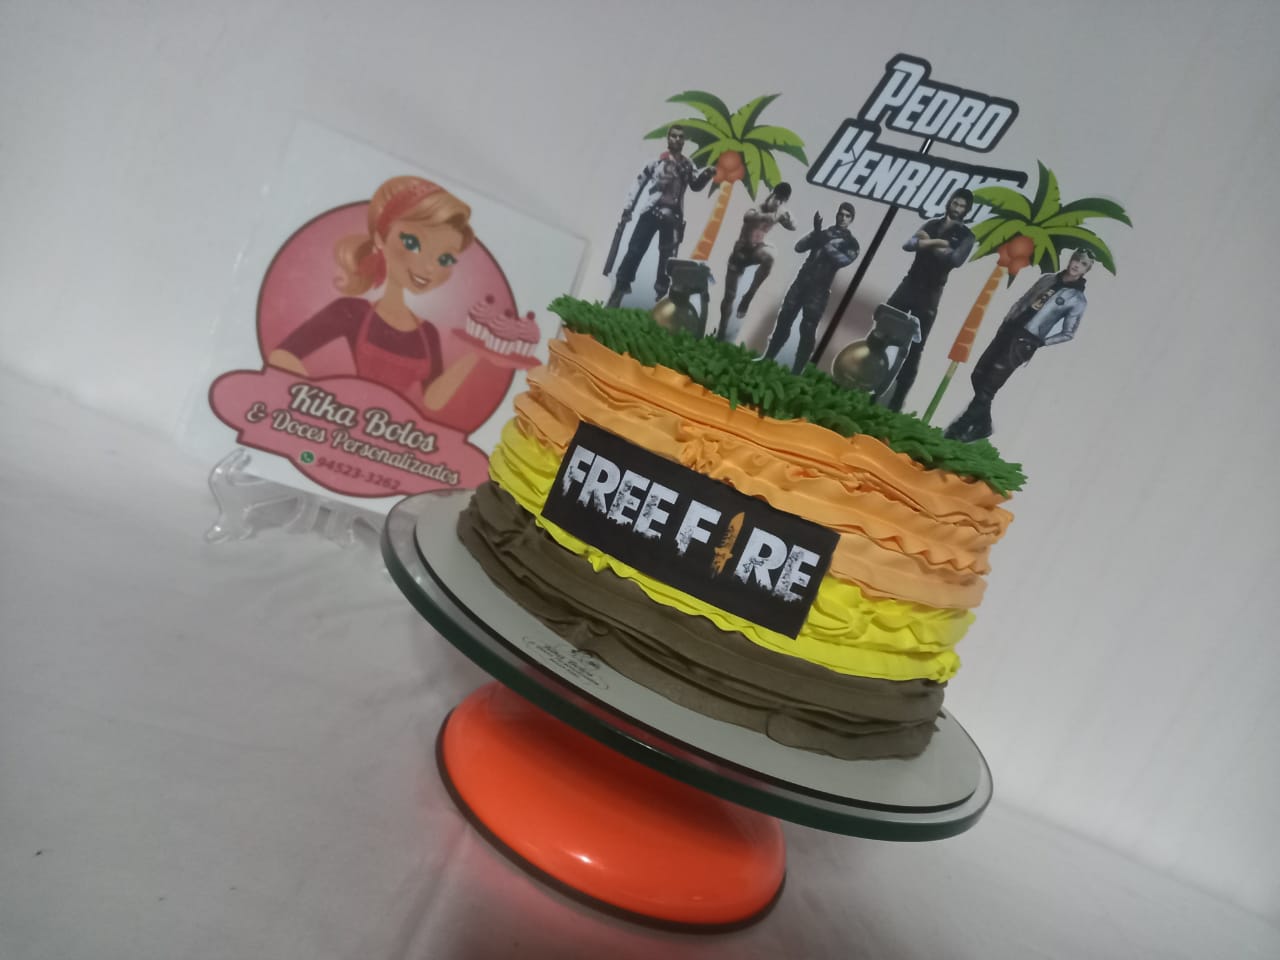 PEDRO
HENRIQUE
Kika Bolos
& Doces Personalizados
94523-3262
FREE FIRE